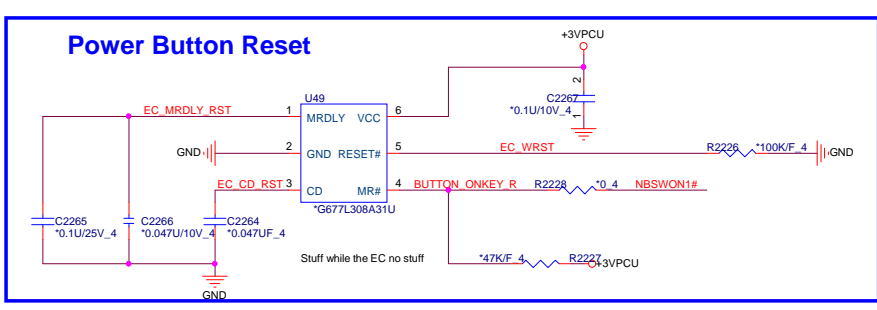 Power Button Reset
+3VPCU
2
C2267
*0.1U/10V_4
1
U49
EC_MRDLY_RST
1
MRDLY
VCC
6
GND
2
GND
RESET#
5
EC_WRST
R2226
*100K/F_4
GND
EC_CD_RST
3
CD
MR#
4
BUTTON_ONKEY_R
R2228
*0_4
NBSWON1#
*G677L308A31U
C2265
*0.1U/25V_4
C2266
*0.047U/10V_4
C2264
*0.047UF_4
Stuff while the EC no stuff
*47K/F_4
R2227
+3VPCU
GND